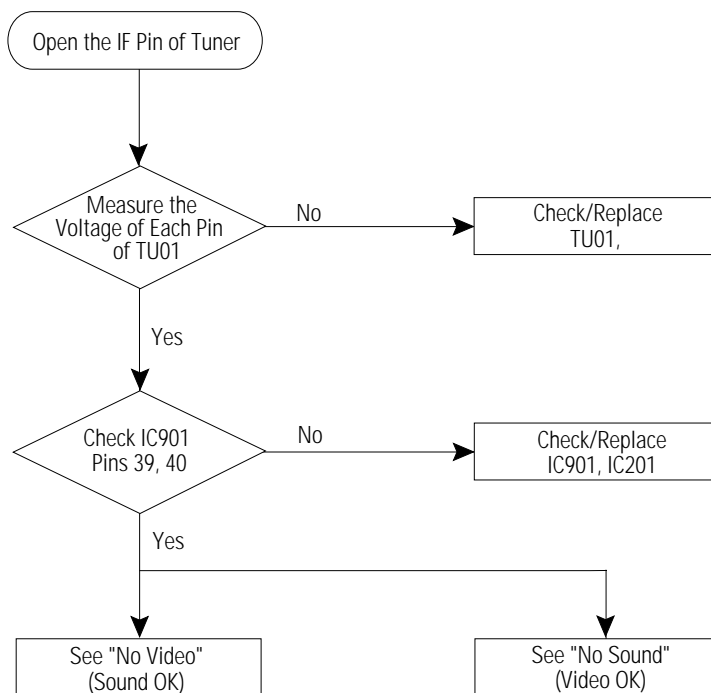 Open the IF Pin of Tuner
Measure the
Voltage of Each Pin
of TU01
No
Check/Replace
TU01,
Yes
Check IC901
Pins 39, 40
No
Check/Replace
IC901, IC201
Yes
See "No Video"
(Sound OK)
See "No Sound"
(Video OK)